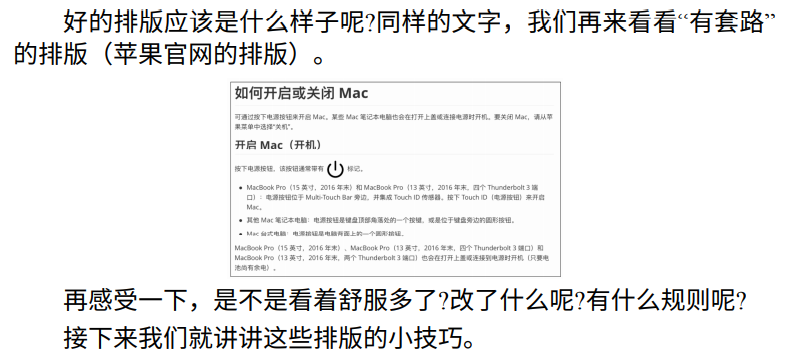 好的排版应该是什么样子呢?同样的文字，我们再来看看“有套路”
的排版（苹果官网的排版）。
如何开启或关闭 Mac
可通过按下电源按钮来开启 Mac。某些 Mac 笔记本电脑也会在打开上盖或连接电源时开机。要关闭 Mac，请从苹
果菜单中选择“关机”。
开启 Mac（开机）
按下电源按钮，该按钮通常带有 标记。
• MacBook Pro（15 英寸，2016 年末）和 MacBook Pro（13 英寸，2016 年末，四个 Thunderbolt 3 端
口）：电源按钮位于 Multi-Touch Bar 旁边，并集成 Touch ID 传感器。按下 Touch ID（电源按钮）来开启
Mac。
• 其他 Mac 笔记本电脑：电源按钮是键盘顶部角落处的一个按键，或是位于键盘旁边的圆形按钮。
• Mac 台式电脑：电源按钮是电脑背面上的一个圆形按钮。
MacBook Pro（15 英寸，2016 年末）、MacBook Pro（13 英寸，2016 年末，四个 Thunderbolt 3 端口）和
MacBook Pro（13 英寸，2016 年末，两个 Thunderbolt 3 端口）也会在打开上盖或连接到电源时开机（只要电
池尚有余电）。
再感受一下，是不是看着舒服多了?改了什么呢?有什么规则呢?
接下来我们就讲讲这些排版的小技巧。